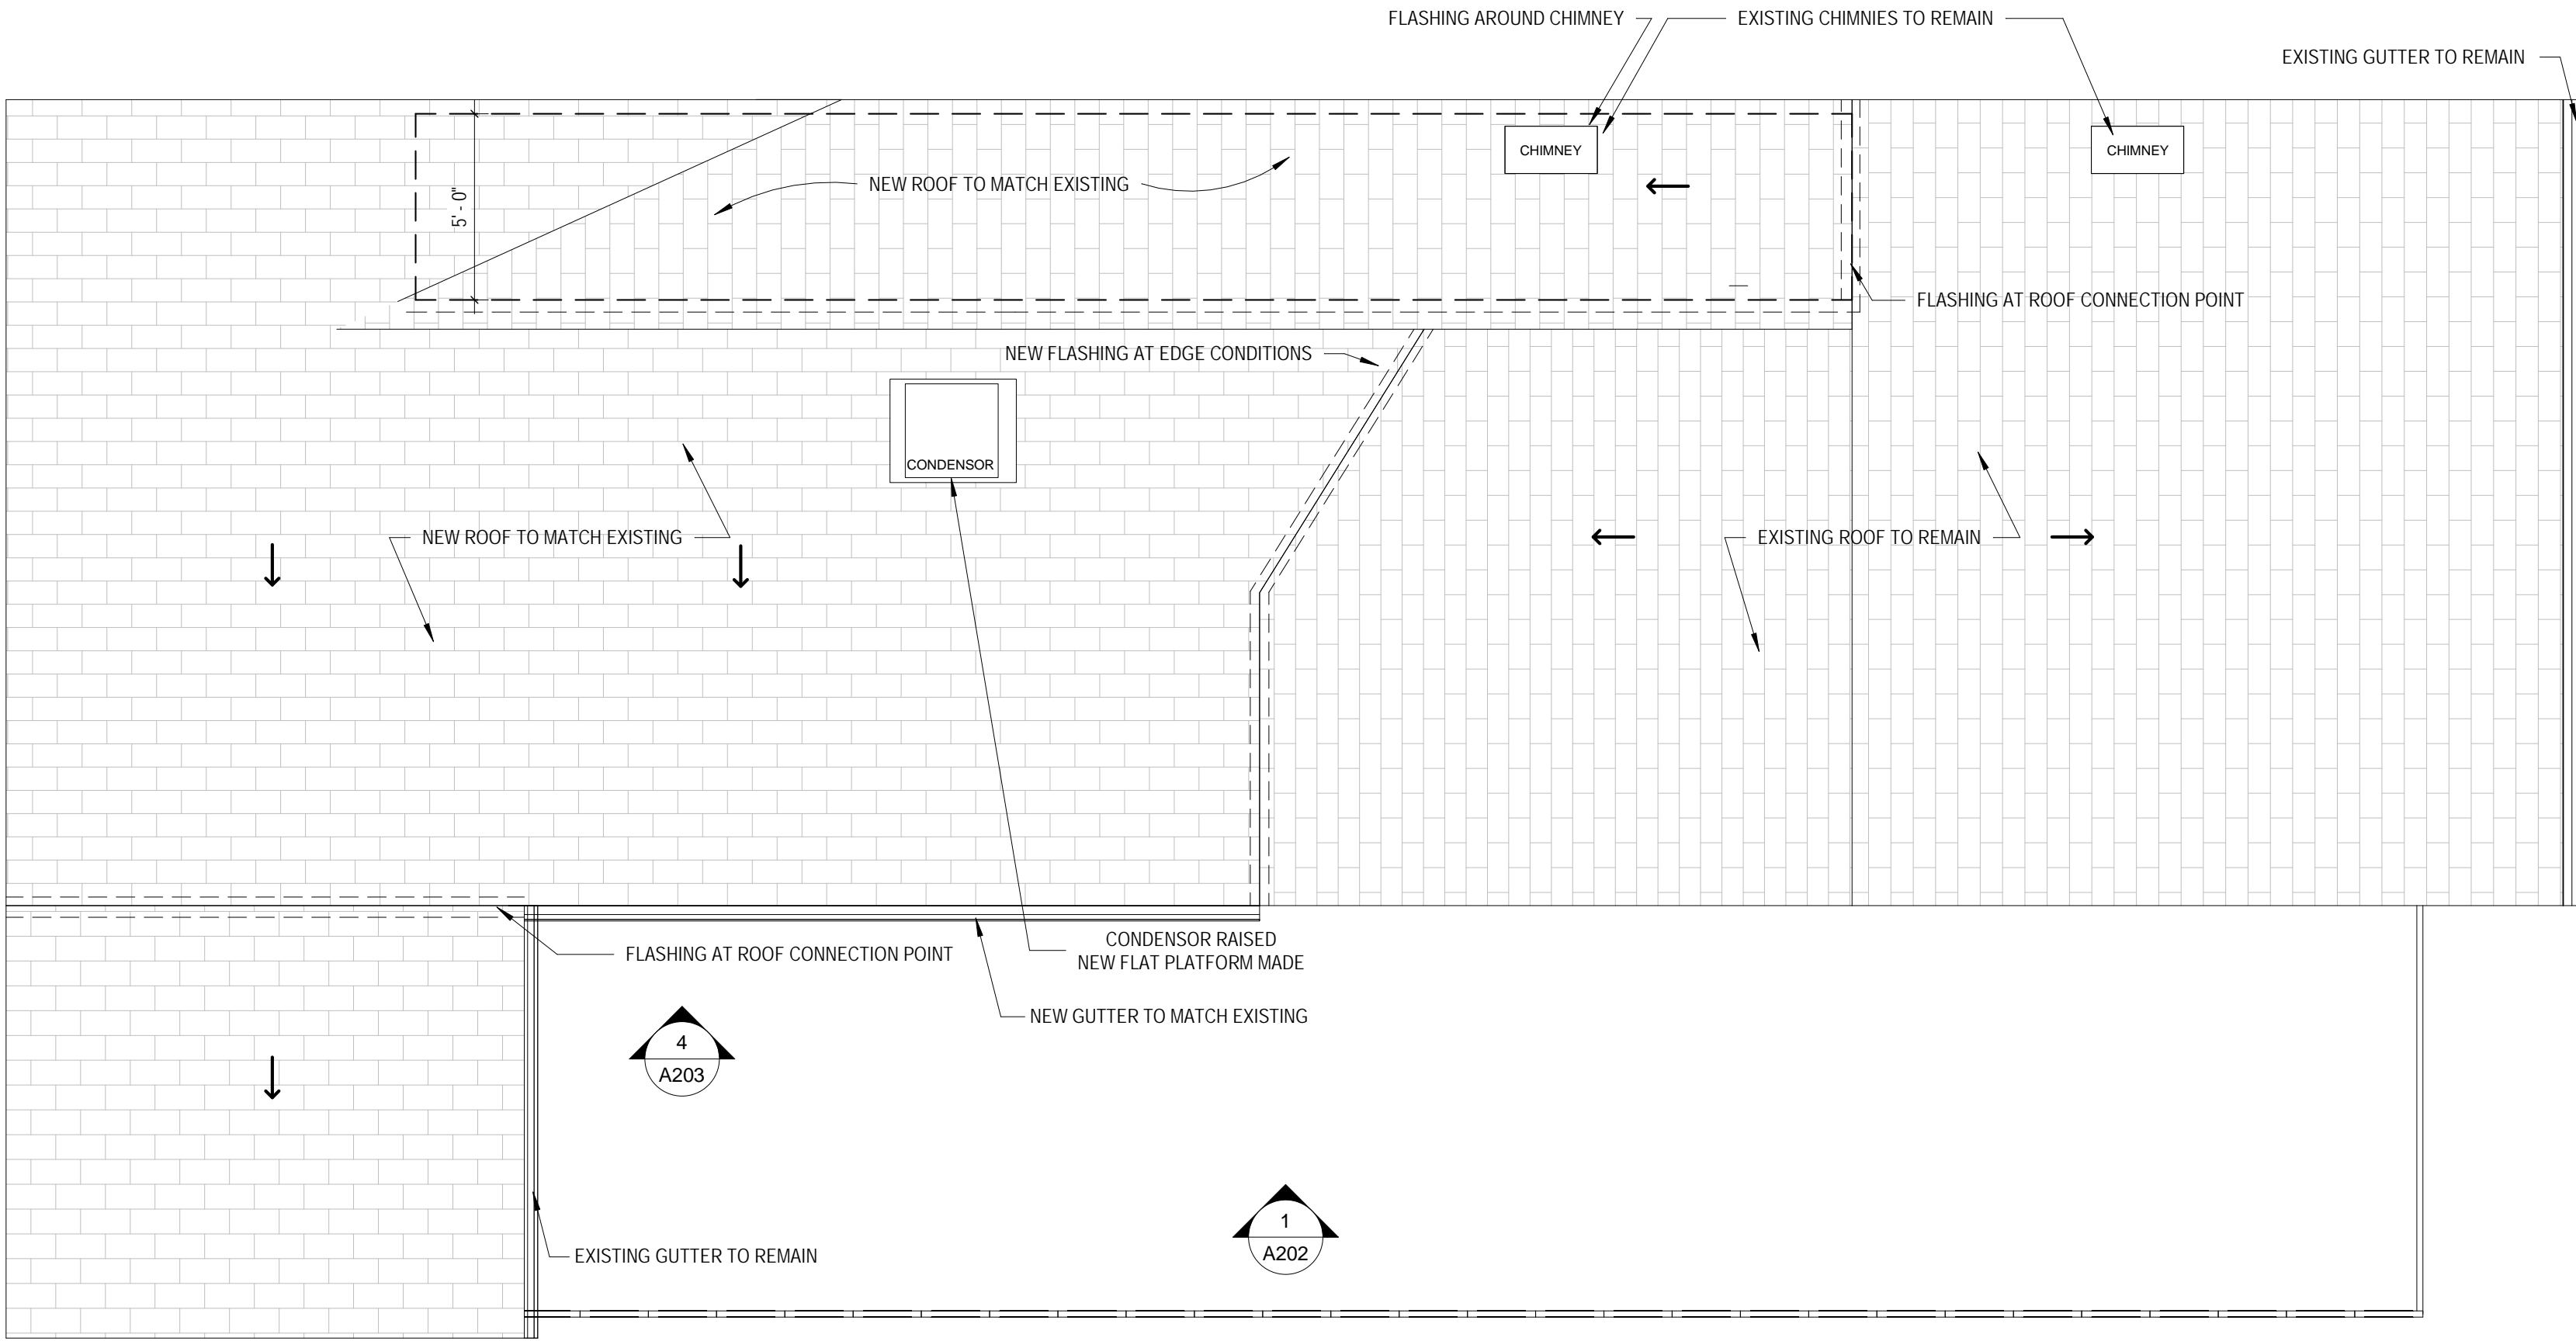 FLASHING AROUND CHIMNEY
EXISTING CHIMNIES TO REMAIN
EXISTING GUTTER TO REMAIN
CHIMNEY
CHIMNEY
NEW ROOF TO MATCH EXISTING
5' - 0"
FLASHING AT ROOF CONNECTION POINT
NEW FLASHING AT EDGE CONDITIONS
CONDENSOR
NEW ROOF TO MATCH EXISTING
EXISTING ROOF TO REMAIN
FLASHING AT ROOF CONNECTION POINT
CONDENSOR RAISED
NEW FLAT PLATFORM MADE
NEW GUTTER TO MATCH EXISTING
4
A203
1
A202
EXISTING GUTTER TO REMAIN